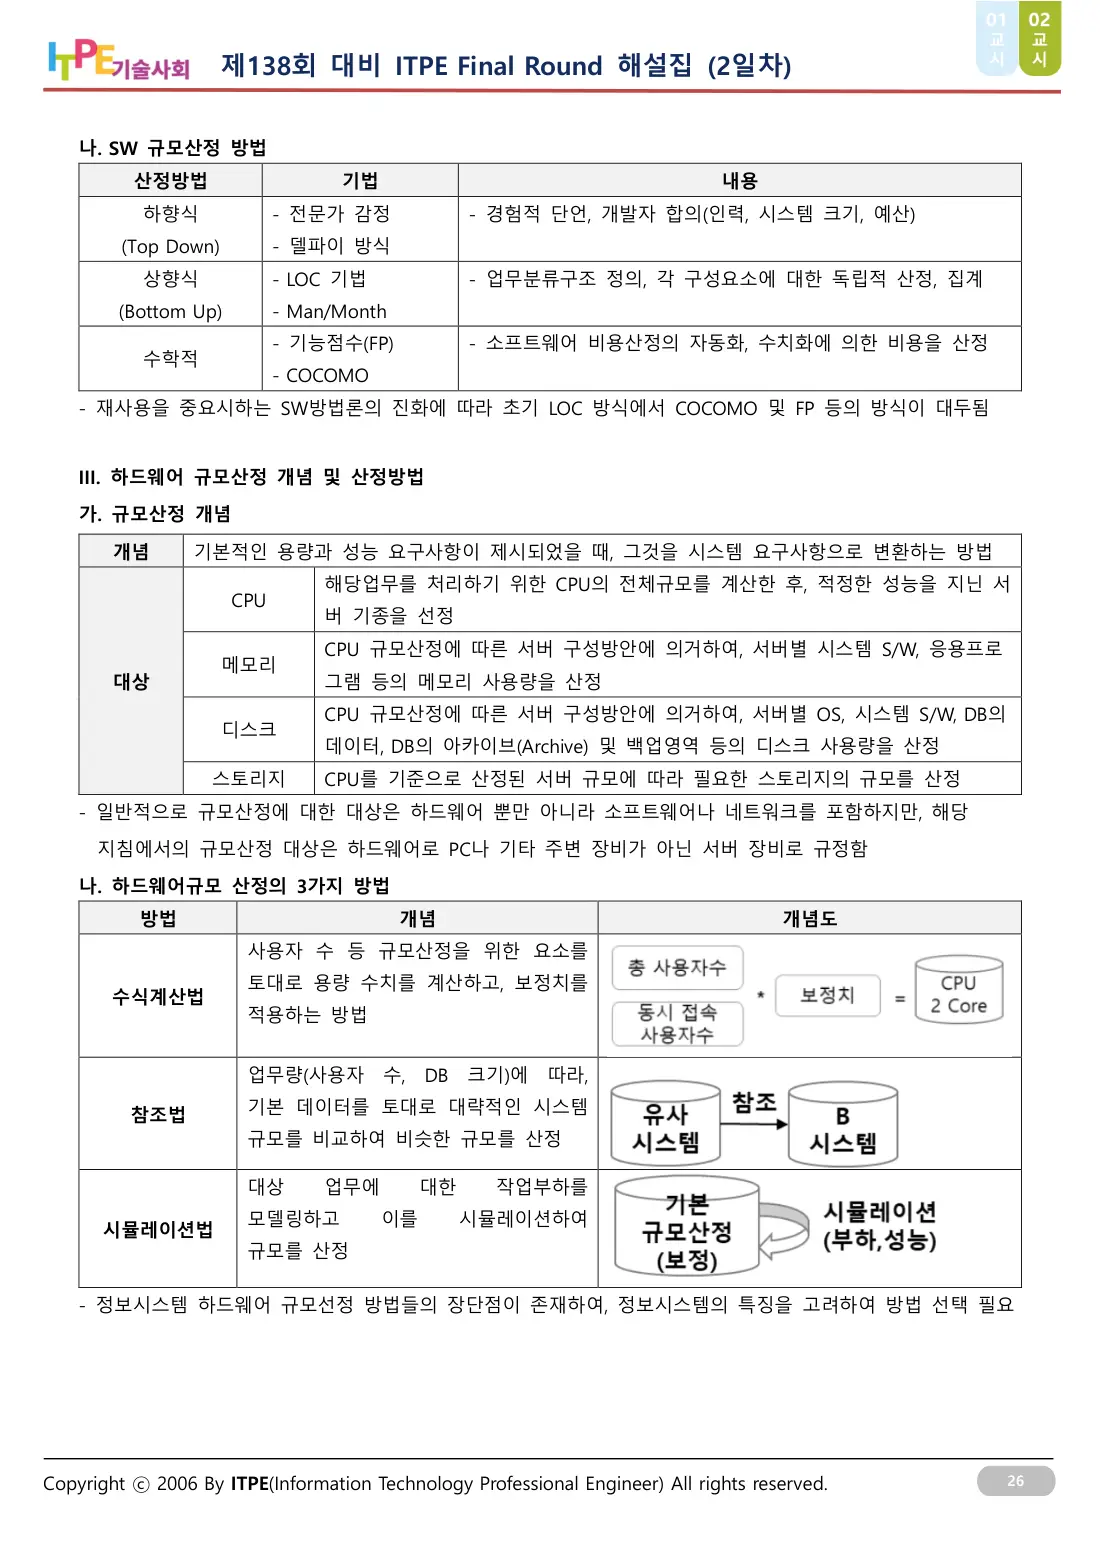 01
교
시
02
교
시
ITPE기술사회 제138회 대비 ITPE Final Round 해설집 (2일차)
나. SW 규모산정 방법
산정방법 기법 내용
하향식
(Top Down)
- 전문가 감정
- 델파이 방식
- 경험적 단언, 개발자 합의(인력, 시스템 크기, 예산)
상향식
(Bottom Up)
- LOC 기법
- Man/Month
- 업무분류구조 정의, 각 구성요소에 대한 독립적 산정, 집계
수학적
- 기능점수(FP)
- COCOMO
- 소프트웨어 비용산정의 자동화, 수치화에 의한 비용을 산정
- 재사용을 중요시하는 SW방법론의 진화에 따라 초기 LOC 방식에서 COCOMO 및 FP 등의 방식이 대두됨
III. 하드웨어 규모산정 개념 및 산정방법
가. 규모산정 개념
개념 기본적인 용량과 성능 요구사항이 제시되었을 때, 그것을 시스템 요구사항으로 변환하는 방법
대상
CPU
해당업무를 처리하기 위한 CPU의 전체규모를 계산한 후, 적정한 성능을 지닌 서
버 기종을 선정
메모리
CPU 규모산정에 따른 서버 구성방안에 의거하여, 서버별 시스템 S/W, 응용프로
그램 등의 메모리 사용량을 산정
디스크
CPU 규모산정에 따른 서버 구성방안에 의거하여, 서버별 OS, 시스템 S/W, DB의
데이터, DB의 아카이브(Archive) 및 백업영역 등의 디스크 사용량을 산정
스토리지 CPU를 기준으로 산정된 서버 규모에 따라 필요한 스토리지의 규모를 산정
- 일반적으로 규모산정에 대한 대상은 하드웨어 뿐만 아니라 소프트웨어나 네트워크를 포함하지만, 해당
지침에서의 규모산정 대상은 하드웨어로 PC나 기타 주변 장비가 아닌 서버 장비로 규정함
나. 하드웨어규모 산정의 3가지 방법
방법 개념 개념도
수식계산법
사용자 수 등 규모산정을 위한 요소를
토대로 용량 수치를 계산하고, 보정치를
적용하는 방법
총 사용자수
동시 접속
사용자수
* 보정치 =
CPU
2 Core
참조법
업무량(사용자 수, DB 크기)에 따라,
기본 데이터를 토대로 대략적인 시스템
규모를 비교하여 비슷한 규모를 산정
유사
시스템
참조
B
시스템
시뮬레이션법
대상 업무에 대한 작업부하를
모델링하고 이를 시뮬레이션하여
규모를 산정
기본
규모산정
(보정)
시뮬레이션
(부하,성능)
- 정보시스템 하드웨어 규모선정 방법들의 장단점이 존재하여, 정보시스템의 특징을 고려하여 방법 선택 필요
Copyright ⓒ 2006 By ITPE(Information Technology Professional Engineer) All rights reserved.
26